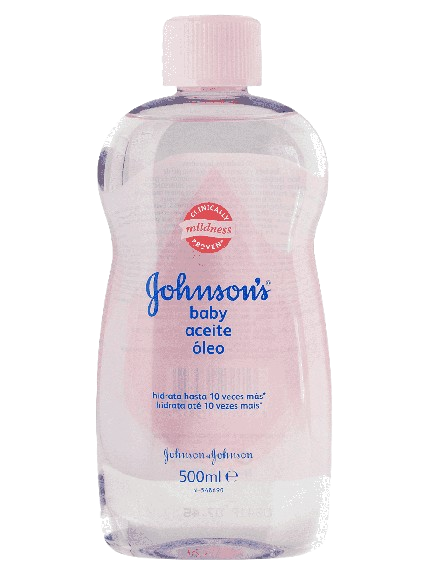 CLINICALLY
mildness
PROVEN*
Johnson's®
baby
aceite
óleo
hidrata hasta 10 veces más*
hidrata até 10 vezes mais*
Johnson & Johnson
500ml ℮